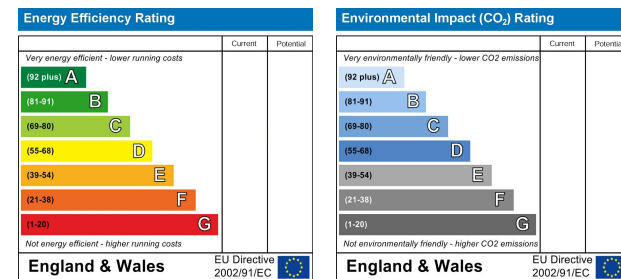 Energy Efficiency Rating
Current Potential
Very energy efficient - lower running costs
(92 plus) A
(81-91) B
(69-80) C
(55-68) D
(39-54) E
(21-38) F
(1-20) G
Not energy efficient - higher running costs
England & Wales
EU Directive
2002/91/EC
Environmental Impact (CO₂) Rating
Current Potential
Very environmentally friendly - lower CO2 emissions
(92 plus) A
(81-91) B
(69-80) C
(55-68) D
(39-54) E
(21-38) F
(1-20) G
Not environmentally friendly - higher CO2 emissions
England & Wales
EU Directive
2002/91/EC